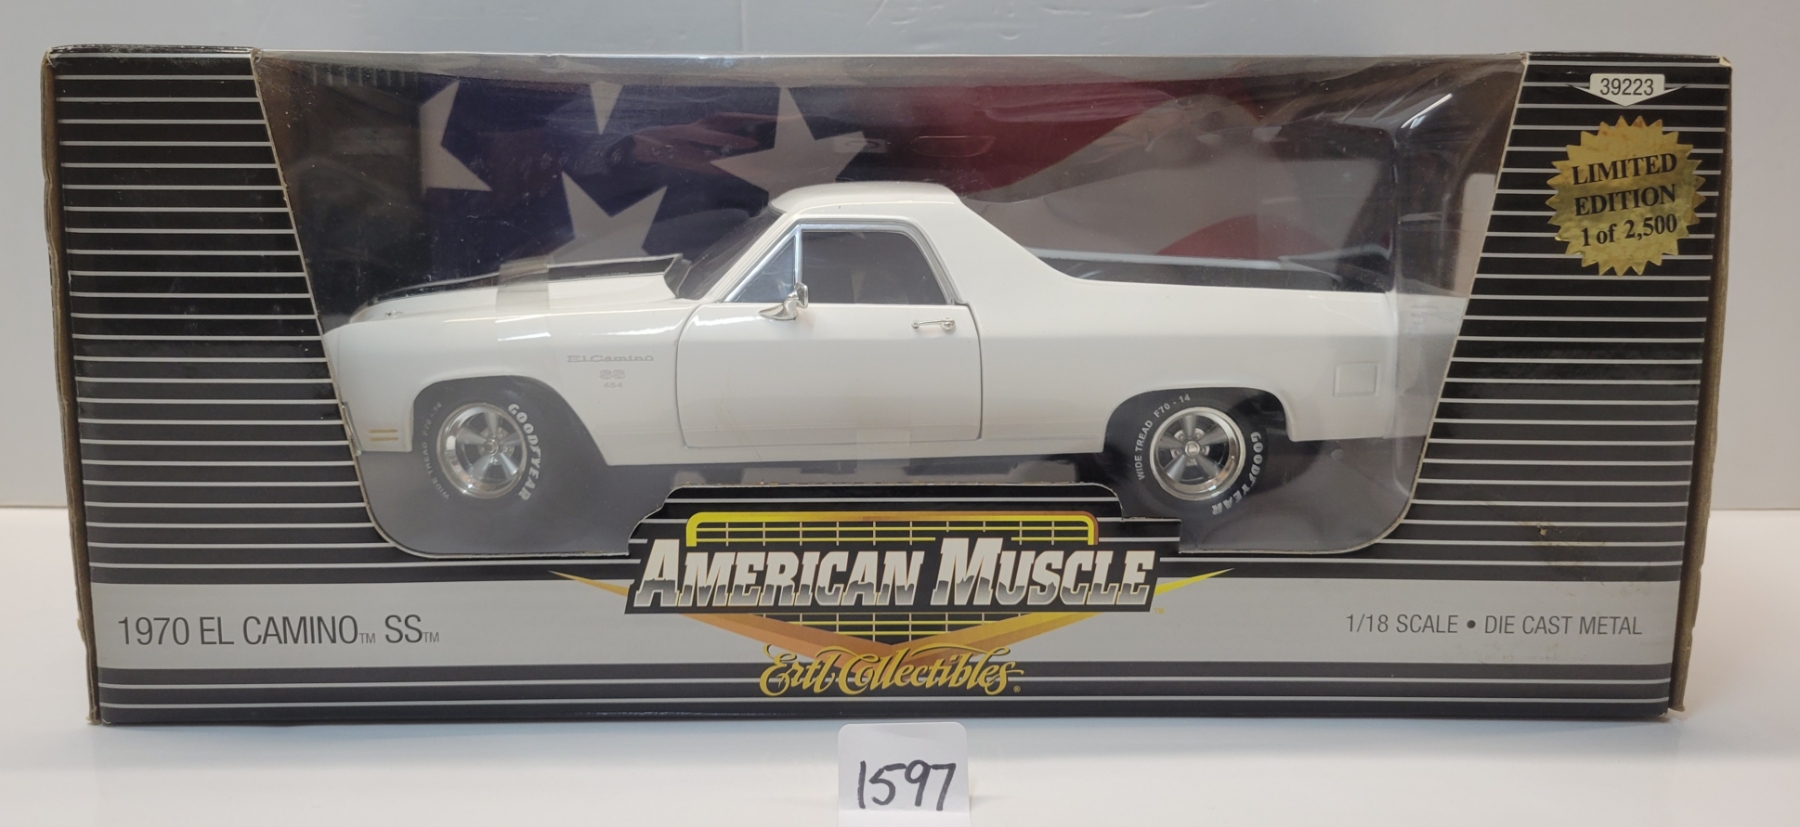 39223
LIMITED
EDITION
1 of 2,500
El Camino
SS
454
WIDE TREAD F70-14
GOODYEAR
WIDE TREAD F70-14
GOODYEAR
AMERICAN MUSCLE™
1970 EL CAMINO™ SS™
1/18 SCALE • DIE CAST METAL
Ertl Collectibles®
1597